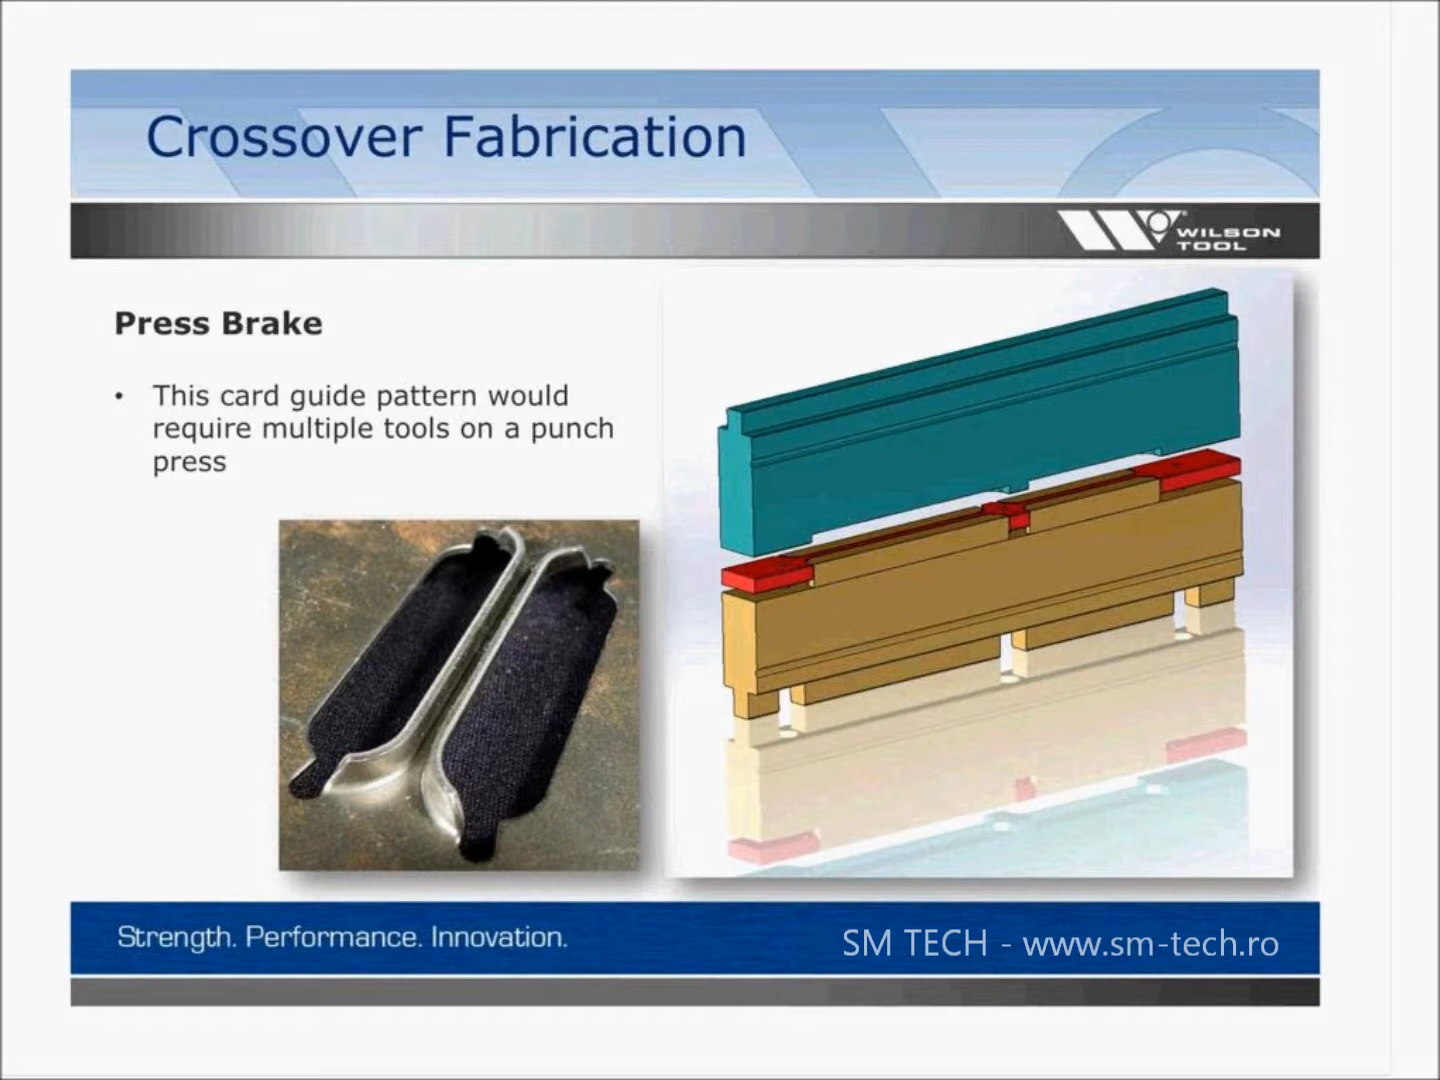 Crossover Fabrication
WILSON
TOOL
Press Brake
• This card guide pattern would
require multiple tools on a punch
press
Strength. Performance. Innovation.
SM TECH - www.sm-tech.ro